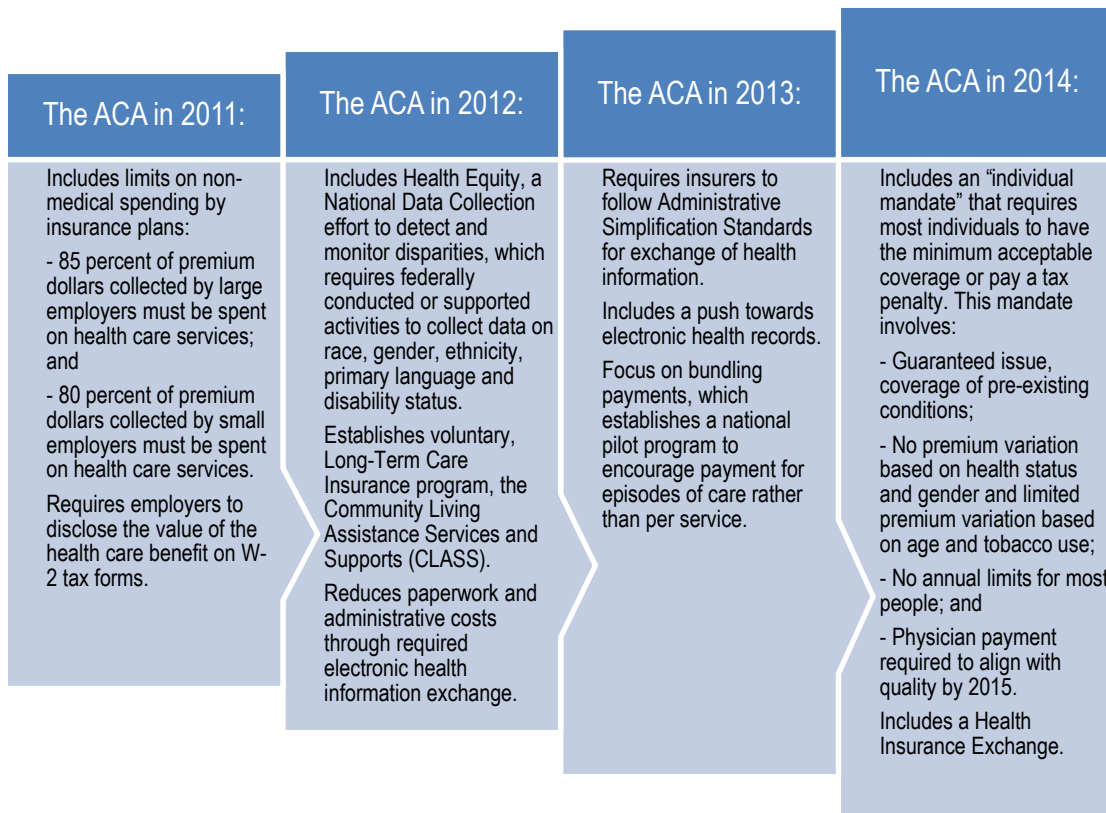 The ACA in 2011:
Includes limits on non-
medical spending by
insurance plans:
- 85 percent of premium
dollars collected by large
employers must be spent
on health care services;
and
- 80 percent of premium
dollars collected by small
employers must be spent
on health care services.
Requires employers to
disclose the value of the
health care benefit on W-
2 tax forms.
The ACA in 2012:
Includes Health Equity, a
National Data Collection
effort to detect and
monitor disparities, which
requires federally
conducted or supported
activities to collect data on
race, gender, ethnicity,
primary language and
disability status.
Establishes voluntary,
Long-Term Care
Insurance program, the
Community Living
Assistance Services and
Supports (CLASS).
Reduces paperwork and
administrative costs
through required
electronic health
information exchange.
The ACA in 2013:
Requires insurers to
follow Administrative
Simplification Standards
for exchange of health
information.
Includes a push towards
electronic health records.
Focus on bundling
payments, which
establishes a national
pilot program to
encourage payment for
episodes of care rather
than per service.
The ACA in 2014:
Includes an “individual
mandate” that requires
most individuals to have
the minimum acceptable
coverage or pay a tax
penalty. This mandate
involves:
- Guaranteed issue,
coverage of pre-existing
conditions;
- No premium variation
based on health status
and gender and limited
premium variation based
on age and tobacco use;
- No annual limits for most
people; and
- Physician payment
required to align with
quality by 2015.
Includes a Health
Insurance Exchange.